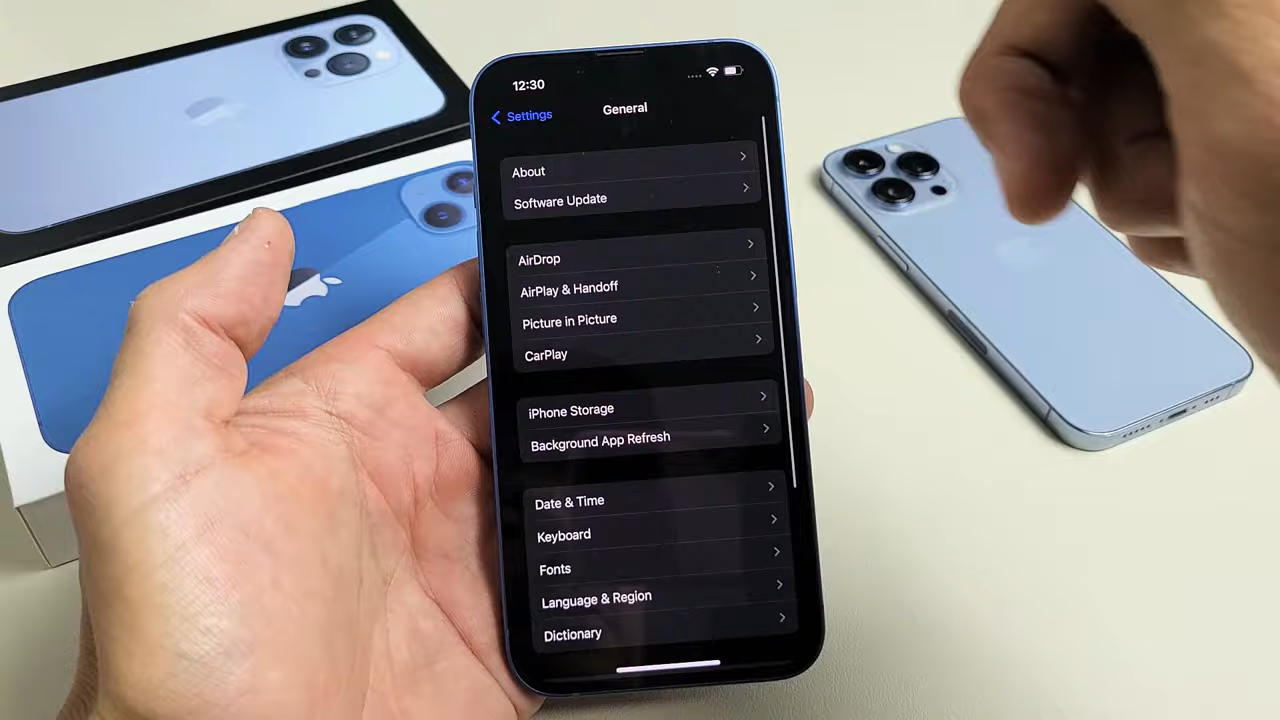 12:30
Settings
General
About
Software Update
AirDrop
AirPlay & Handoff
Picture in Picture
CarPlay
iPhone Storage
Background App Refresh
Date & Time
Keyboard
Fonts
Language & Region
Dictionary